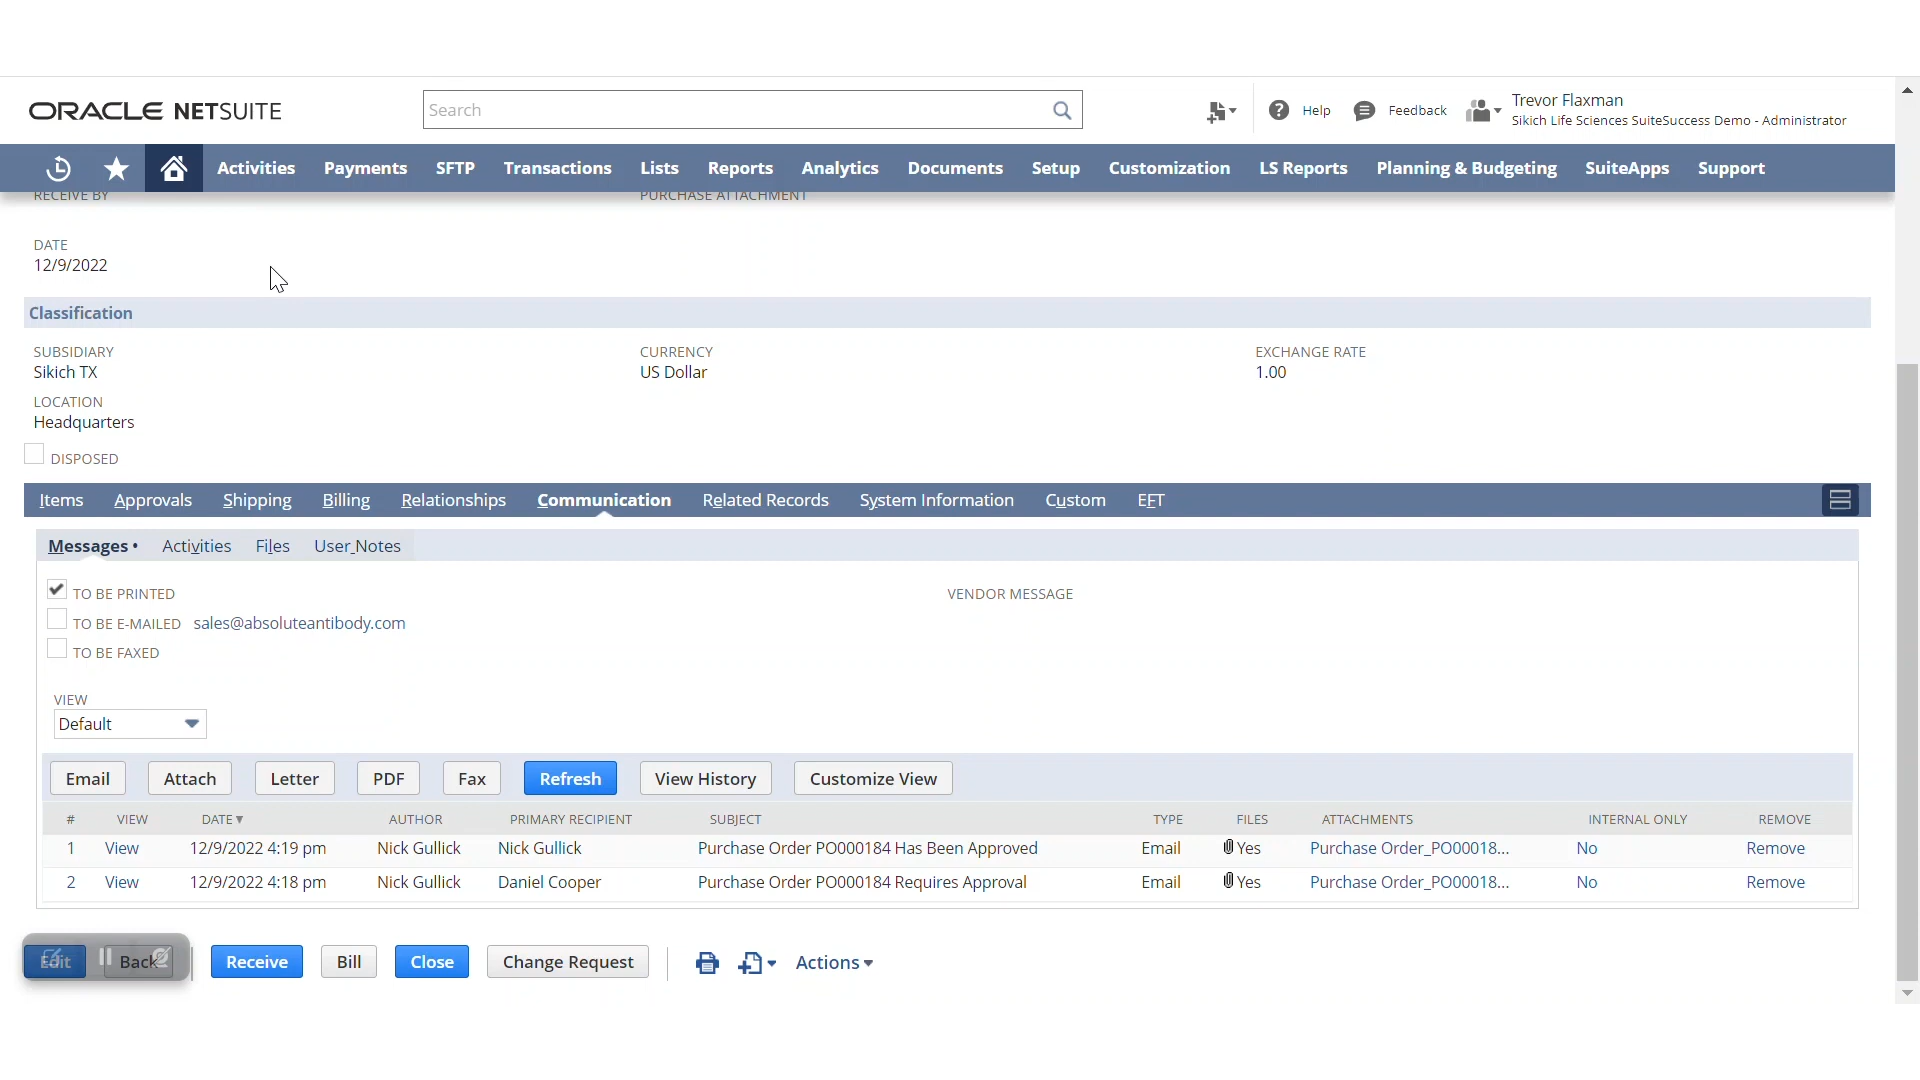 ORACLE NETSUITE
Search
Help
Feedback
Trevor Flaxman
Sikich Life Sciences SuiteSuccess Demo - Administrator
Activities Payments SFTP Transactions Lists Reports Analytics Documents Setup Customization LS Reports Planning & Budgeting SuiteApps Support
RECEIVE BY PURCHASE ATTACHMENT
DATE
12/9/2022
Classification
SUBSIDIARY CURRENCY EXCHANGE RATE
Sikich TX US Dollar 1.00
LOCATION
Headquarters
DISPOSED
Items Approvals Shipping Billing Relationships Communication Related Records System Information Custom EFT
Messages • Activities Files User Notes
TO BE PRINTED VENDOR MESSAGE
TO BE E-MAILED sales@absoluteantibody.com
TO BE FAXED
VIEW
Default
Email Attach Letter PDF Fax Refresh View History Customize View
# VIEW DATE▼ AUTHOR PRIMARY RECIPIENT SUBJECT TYPE FILES ATTACHMENTS INTERNAL ONLY REMOVE
1 View 12/9/2022 4:19 pm Nick Gullick Nick Gullick Purchase Order PO000184 Has Been Approved Email Yes Purchase Order_PO00018... No Remove
2 View 12/9/2022 4:18 pm Nick Gullick Daniel Cooper Purchase Order PO000184 Requires Approval Email Yes Purchase Order_PO00018... No Remove
Edit Back Receive Bill Close Change Request Actions